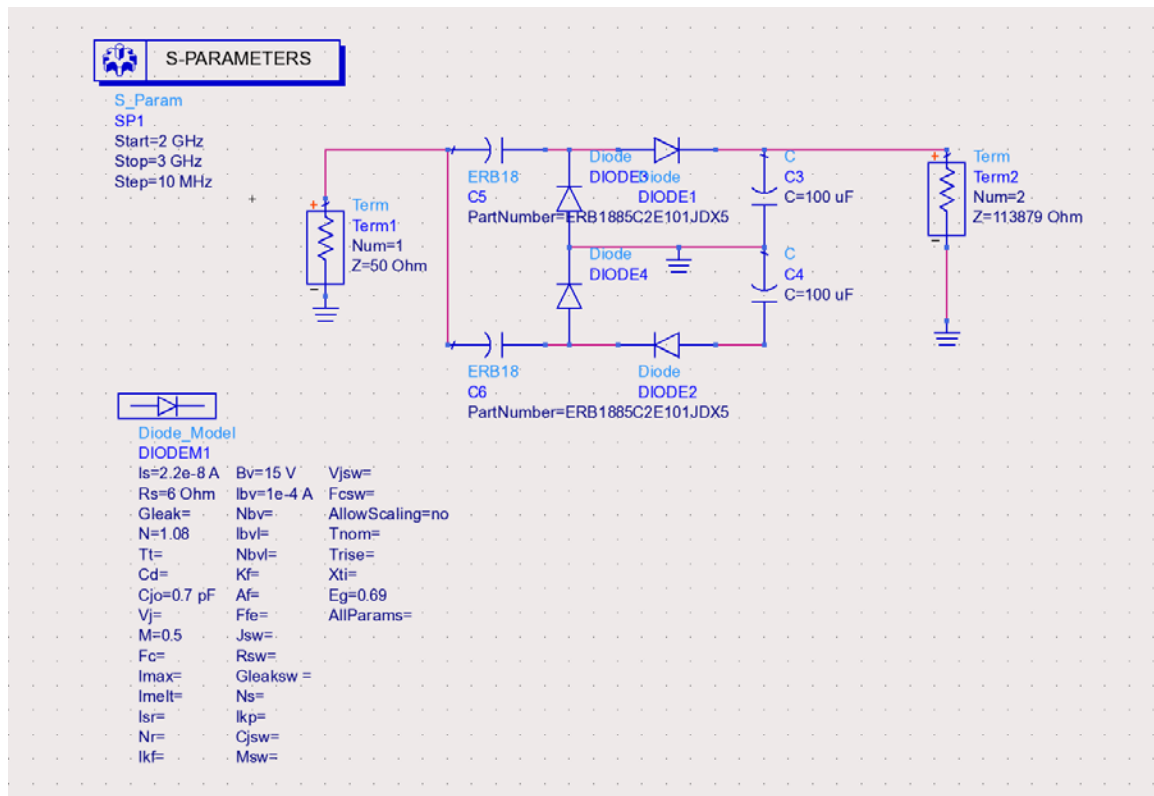 S-PARAMETERS
S_Param
SP1
Start=2 GHz
Stop=3 GHz
Step=10 MHz
+
Term
Term1
Num=1
Z=50 Ohm
-
ERB18
C5
PartNumber=ERB1885C2E101JDX5
Diode
DIODE3
Diode
DIODE1
C
C3
C=100 uF
+
Term
Term2
Num=2
Z=113879 Ohm
-
Diode
DIODE4
C
C4
C=100 uF
ERB18
C6
PartNumber=ERB1885C2E101JDX5
Diode
DIODE2
Diode_Model
DIODEM1
Is=2.2e-8 A Bv=15 V Vjsw=
Rs=6 Ohm Ibv=1e-4 A Fcsw=
Gleak= Nbv= AllowScaling=no
N=1.08 Ibvl= Tnom=
Tt= Nbvl= Trise=
Cd= Kf= Xti=
Cjo=0.7 pF Af= Eg=0.69
Vj= Ffe= AllParams=
M=0.5 Jsw=
Fc= Rsw=
Imax= Gleaksw =
Imelt= Ns=
Isr= Ikp=
Nr= Cjsw=
Ikf= Msw=